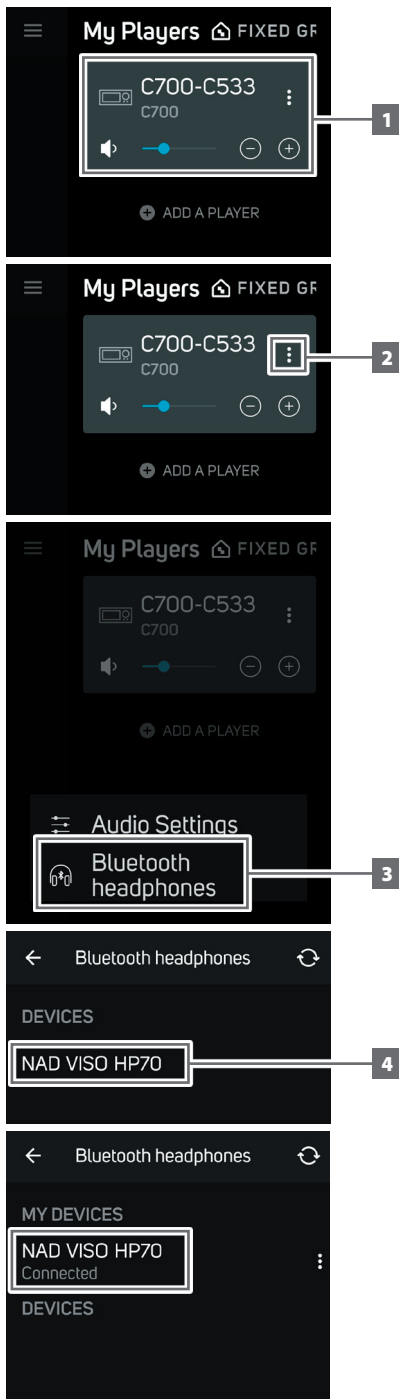 My Players FIXED GR
C700-C533
C700
1
ADD A PLAYER
My Players FIXED GR
C700-C533
2
C700
ADD A PLAYER
My Players FIXED GR
C700-C533
C700
ADD A PLAYER
Audio Settings
Bluetooth
headphones
3
Bluetooth headphones
DEVICES
NAD VISO HP70
4
Bluetooth headphones
MY DEVICES
NAD VISO HP70
Connected
DEVICES